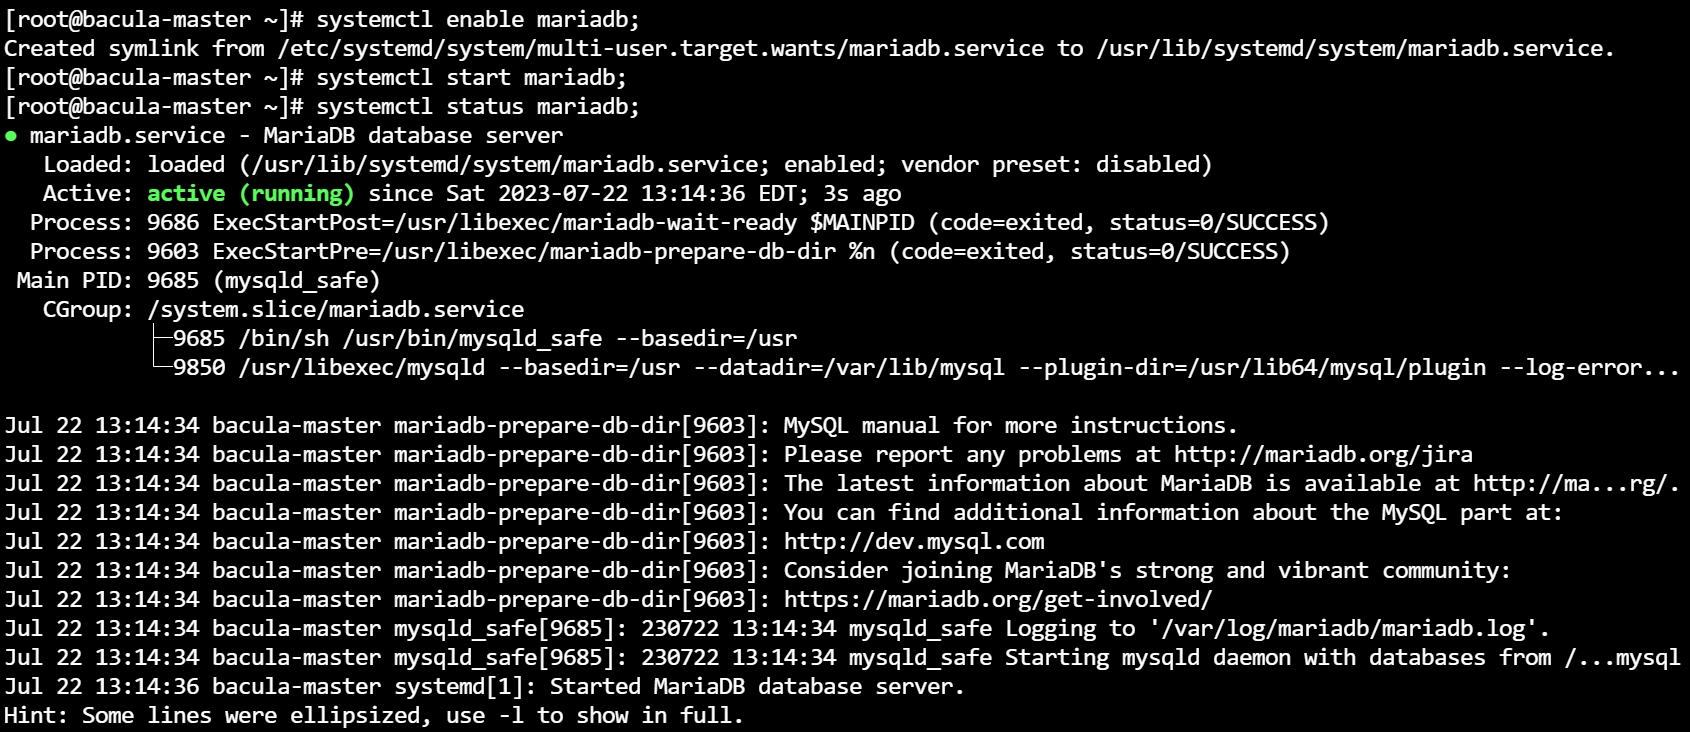 [root@bacula-master ~]# systemctl enable mariadb;
Created symlink from /etc/systemd/system/multi-user.target.wants/mariadb.service to /usr/lib/systemd/system/mariadb.service.
[root@bacula-master ~]# systemctl start mariadb;
[root@bacula-master ~]# systemctl status mariadb;
● mariadb.service - MariaDB database server
   Loaded: loaded (/usr/lib/systemd/system/mariadb.service; enabled; vendor preset: disabled)
   Active: active (running) since Sat 2023-07-22 13:14:36 EDT; 3s ago
  Process: 9686 ExecStartPost=/usr/libexec/mariadb-wait-ready $MAINPID (code=exited, status=0/SUCCESS)
  Process: 9603 ExecStartPre=/usr/libexec/mariadb-prepare-db-dir %n (code=exited, status=0/SUCCESS)
 Main PID: 9685 (mysqld_safe)
   CGroup: /system.slice/mariadb.service
           ├─9685 /bin/sh /usr/bin/mysqld_safe --basedir=/usr
           └─9850 /usr/libexec/mysqld --basedir=/usr --datadir=/var/lib/mysql --plugin-dir=/usr/lib64/mysql/plugin --log-error...

Jul 22 13:14:34 bacula-master mariadb-prepare-db-dir[9603]: MySQL manual for more instructions.
Jul 22 13:14:34 bacula-master mariadb-prepare-db-dir[9603]: Please report any problems at http://mariadb.org/jira
Jul 22 13:14:34 bacula-master mariadb-prepare-db-dir[9603]: The latest information about MariaDB is available at http://ma...rg/.
Jul 22 13:14:34 bacula-master mariadb-prepare-db-dir[9603]: You can find additional information about the MySQL part at:
Jul 22 13:14:34 bacula-master mariadb-prepare-db-dir[9603]: http://dev.mysql.com
Jul 22 13:14:34 bacula-master mariadb-prepare-db-dir[9603]: Consider joining MariaDB's strong and vibrant community:
Jul 22 13:14:34 bacula-master mariadb-prepare-db-dir[9603]: https://mariadb.org/get-involved/
Jul 22 13:14:34 bacula-master mysqld_safe[9685]: 230722 13:14:34 mysqld_safe Logging to '/var/log/mariadb/mariadb.log'.
Jul 22 13:14:34 bacula-master mysqld_safe[9685]: 230722 13:14:34 mysqld_safe Starting mysqld daemon with databases from /...mysql
Jul 22 13:14:36 bacula-master systemd[1]: Started MariaDB database server.
Hint: Some lines were ellipsized, use -l to show in full.